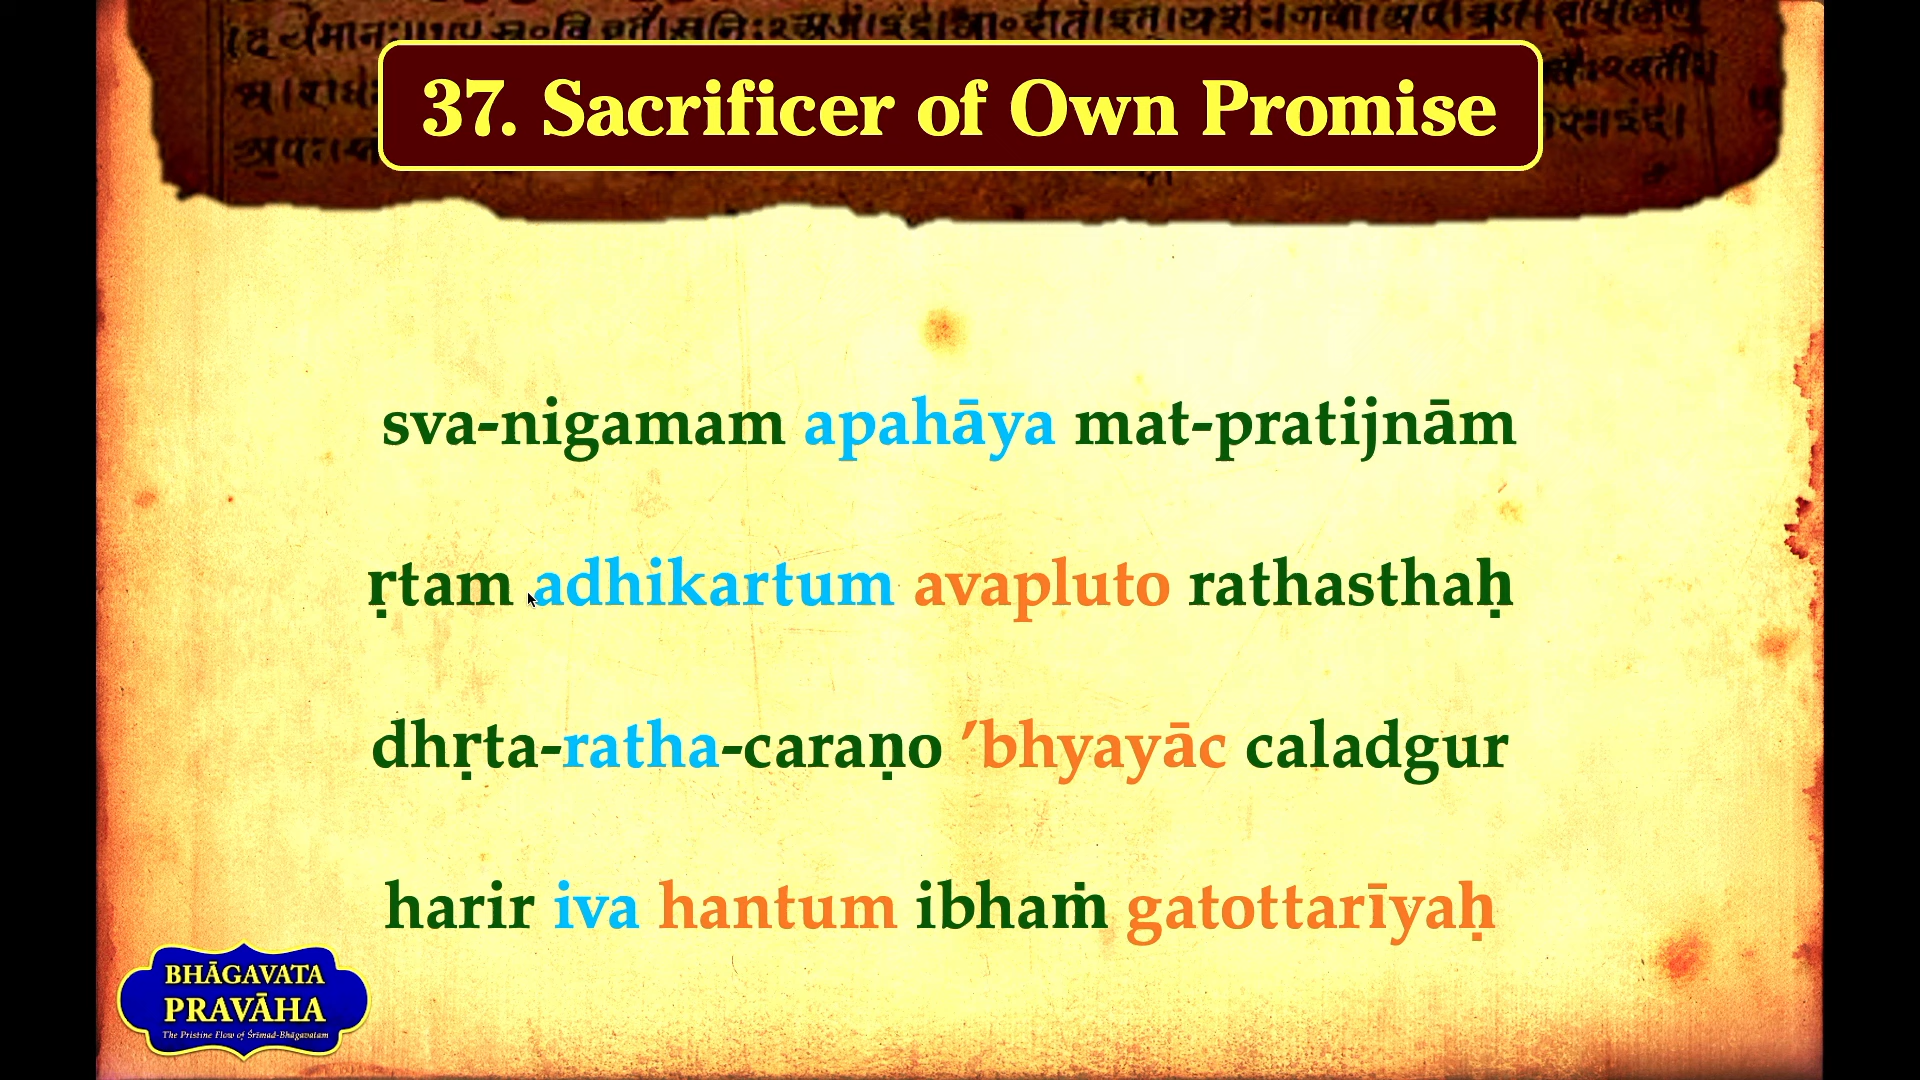 37. Sacrificer of Own Promise
sva-nigamam apahāya mat-pratijnām
ṛtam adhikartum avapluto rathasthaḥ
dhṛta-ratha-caraṇo ’bhyayāc caladgur
harir iva hantum ibhaṁ gatottarīyaḥ
BHĀGAVATA
PRAVĀHA
The Pristine Flow of Śrīmad-Bhāgavatam